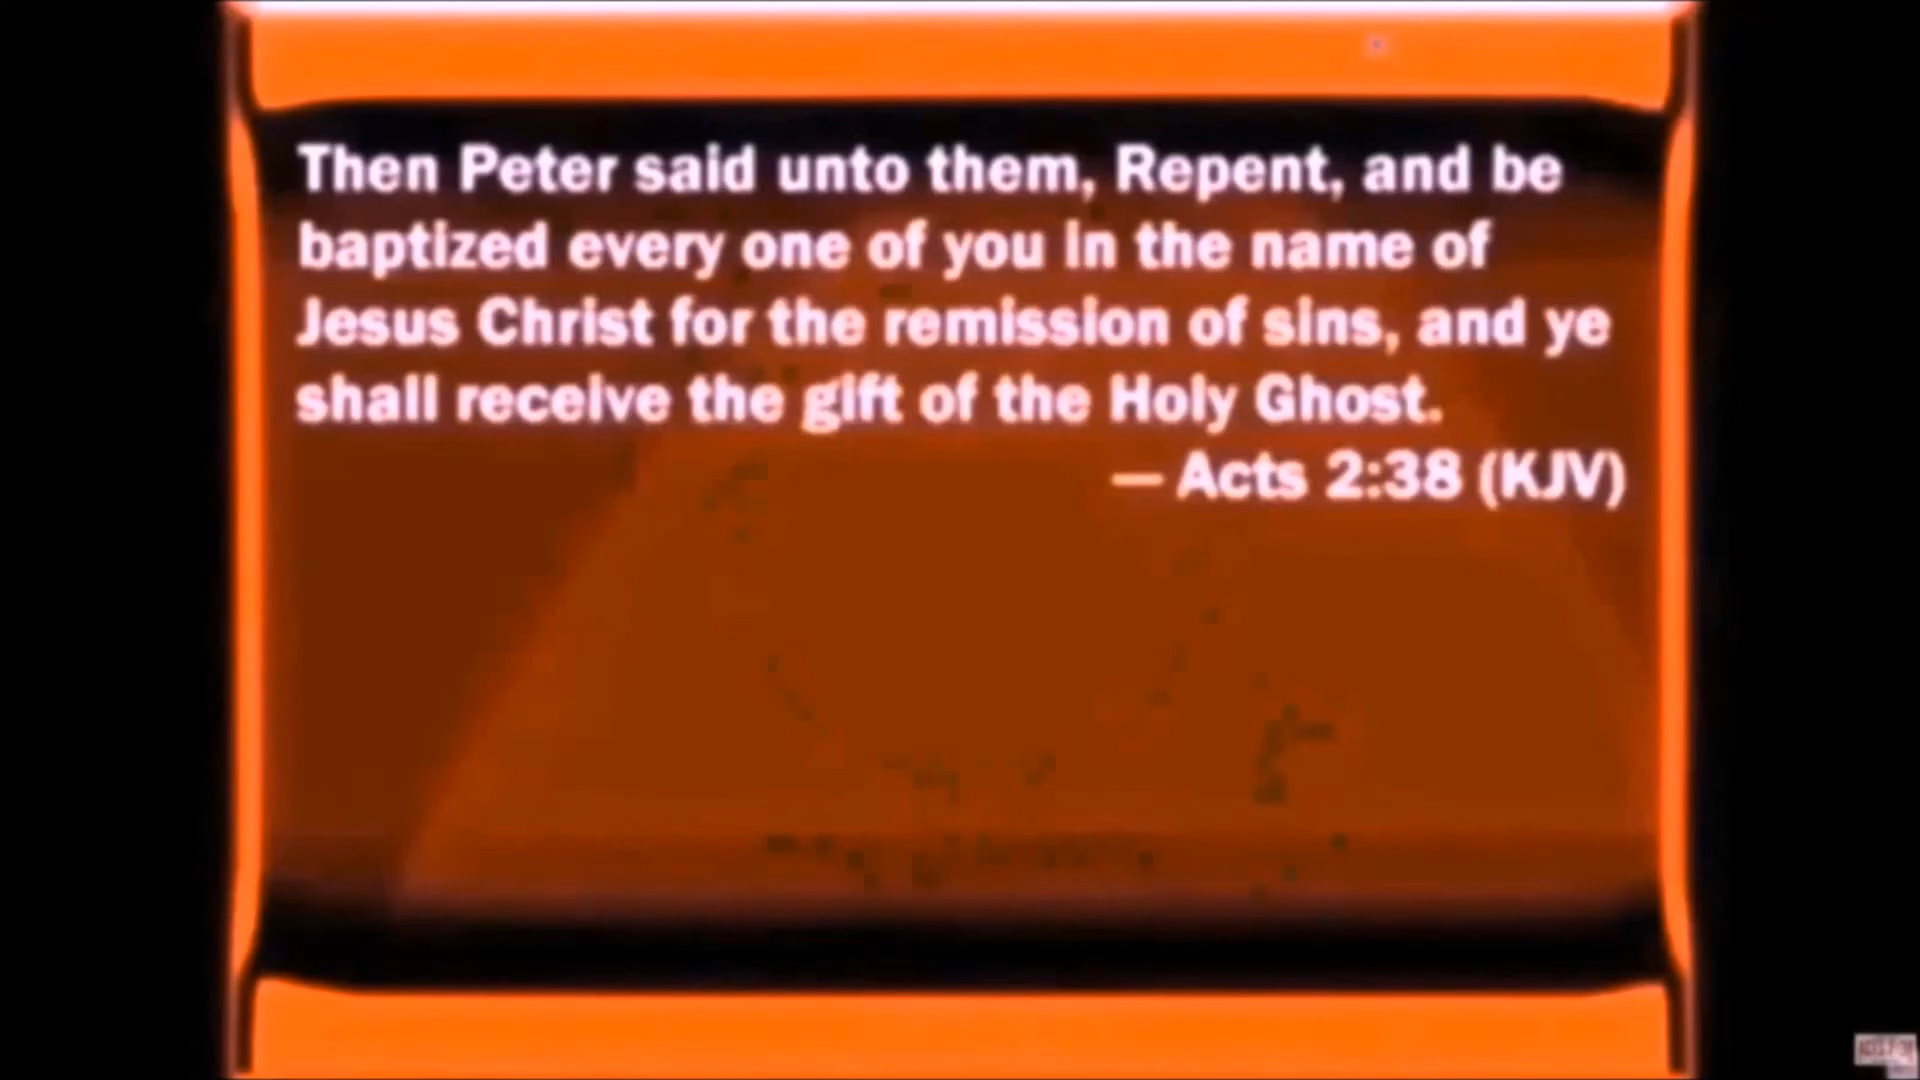 Then Peter said unto them, Repent, and be
baptized every one of you in the name of
Jesus Christ for the remission of sins, and ye
shall receive the gift of the Holy Ghost.
— Acts 2:38 (KJV)